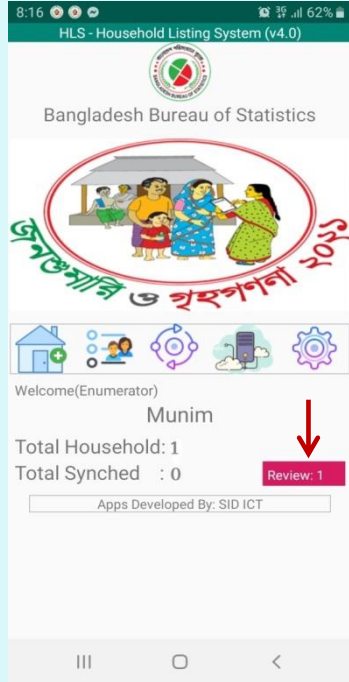 8:16 62%
HLS - Household Listing System (v4.0)
Bangladesh Bureau of Statistics
জনশুমারি ও গৃহগণনা ২০২১
Welcome(Enumerator)
Munim
Total Household: 1
Total Synched : 0
Review: 1
Apps Developed By: SID ICT